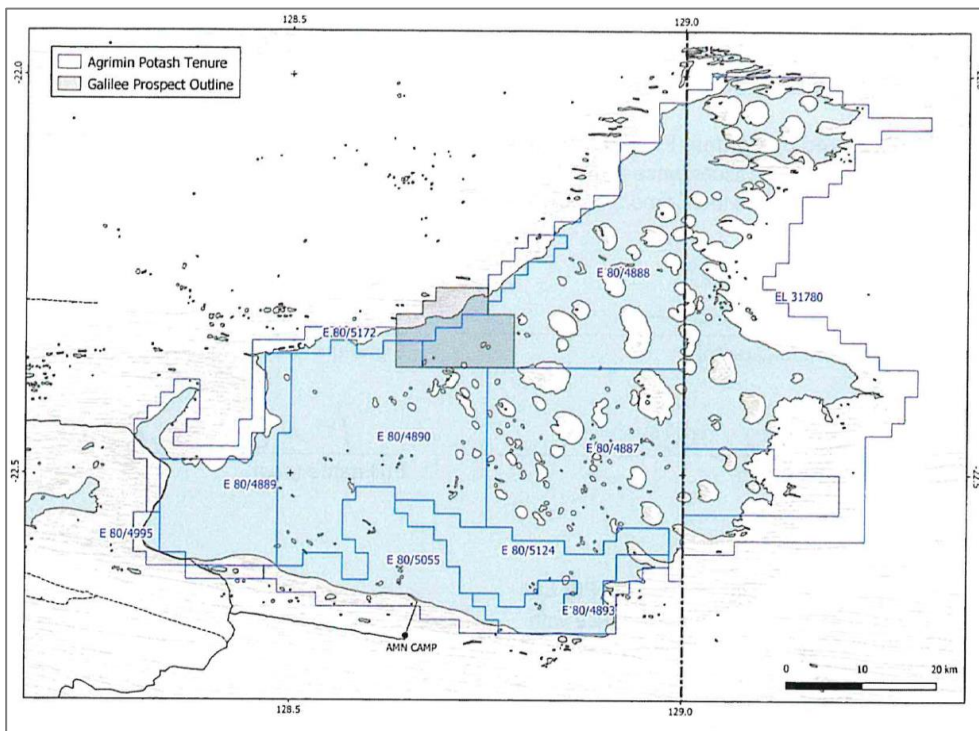 128.5
129.0
-22.0
Agrimin Potash Tenure
Galilee Prospect Outline
E 80/4888
EL 31780
E 80/5172
E 80/4890
E 80/4887
-22.5
E 80/4889
E 80/4995
E 80/5124
E 80/5055
E 80/4893
AMN CAMP
0 10 20 km
128.5
129.0